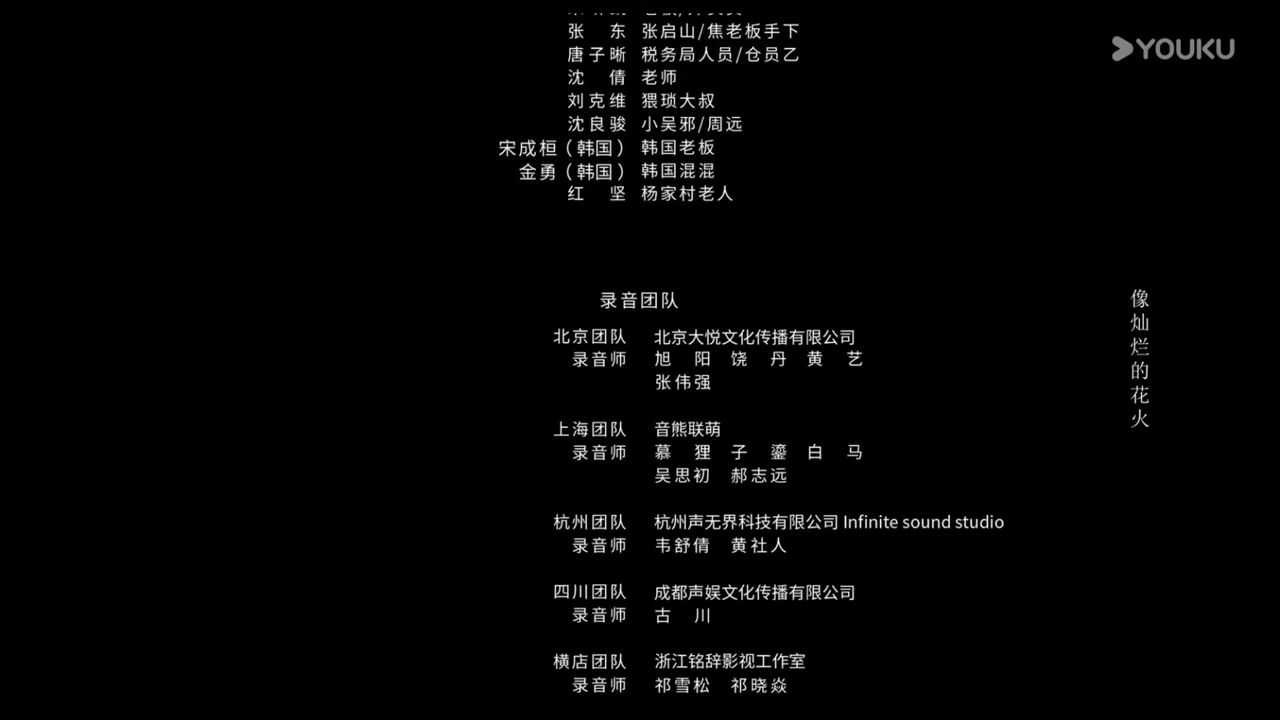 张 东 张启山/焦老板手下
唐子晰 税务局人员/仓员乙
沈 倩 老师
刘克维 猥琐大叔
沈良骏 小吴邪/周远
宋成桓（韩国） 韩国老板
金勇（韩国） 韩国混混
红 坚 杨家村老人
录音团队
北京团队 北京大悦文化传播有限公司
录音师 旭 阳 饶 丹 黄 艺
张伟强
上海团队 音熊联萌
录音师 慕 狸 子 鎏 白 马
吴思初 郝志远
杭州团队 杭州声无界科技有限公司 Infinite sound studio
录音师 韦舒倩 黄社人
四川团队 成都声娱文化传播有限公司
录音师 古 川
横店团队 浙江铭辞影视工作室
录音师 祁雪松 祁晓焱
像灿烂的花火
YOUKU